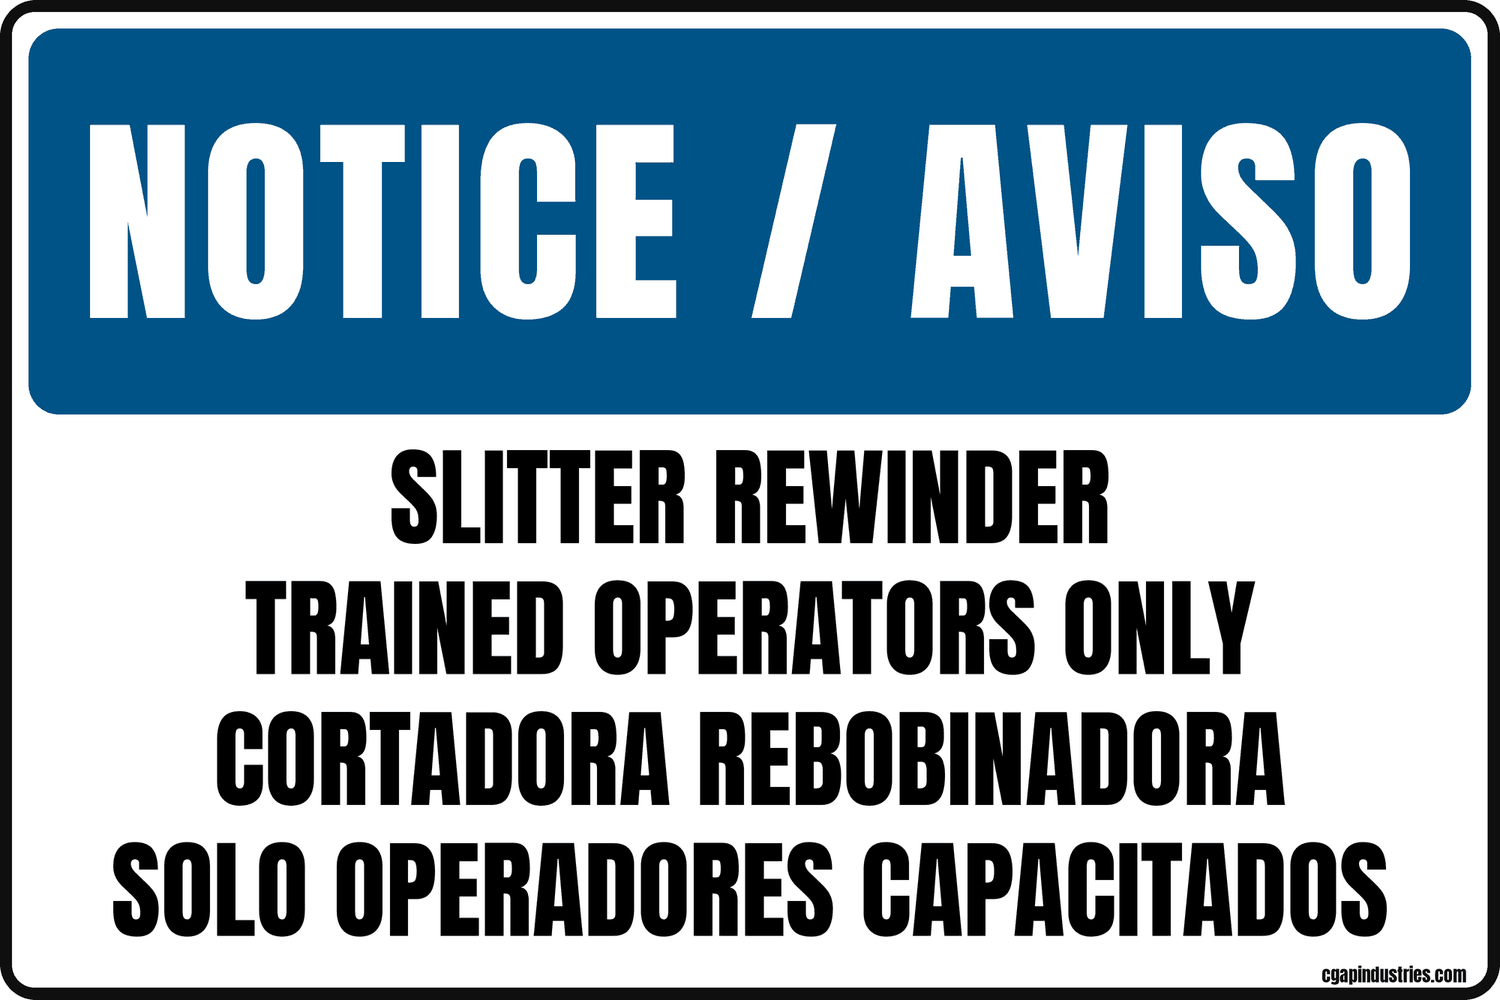 NOTICE / AVISO
SLITTER REWINDER
TRAINED OPERATORS ONLY
CORTADORA REBOBINADORA
SOLO OPERADORES CAPACITADOS
cgapindustries.com